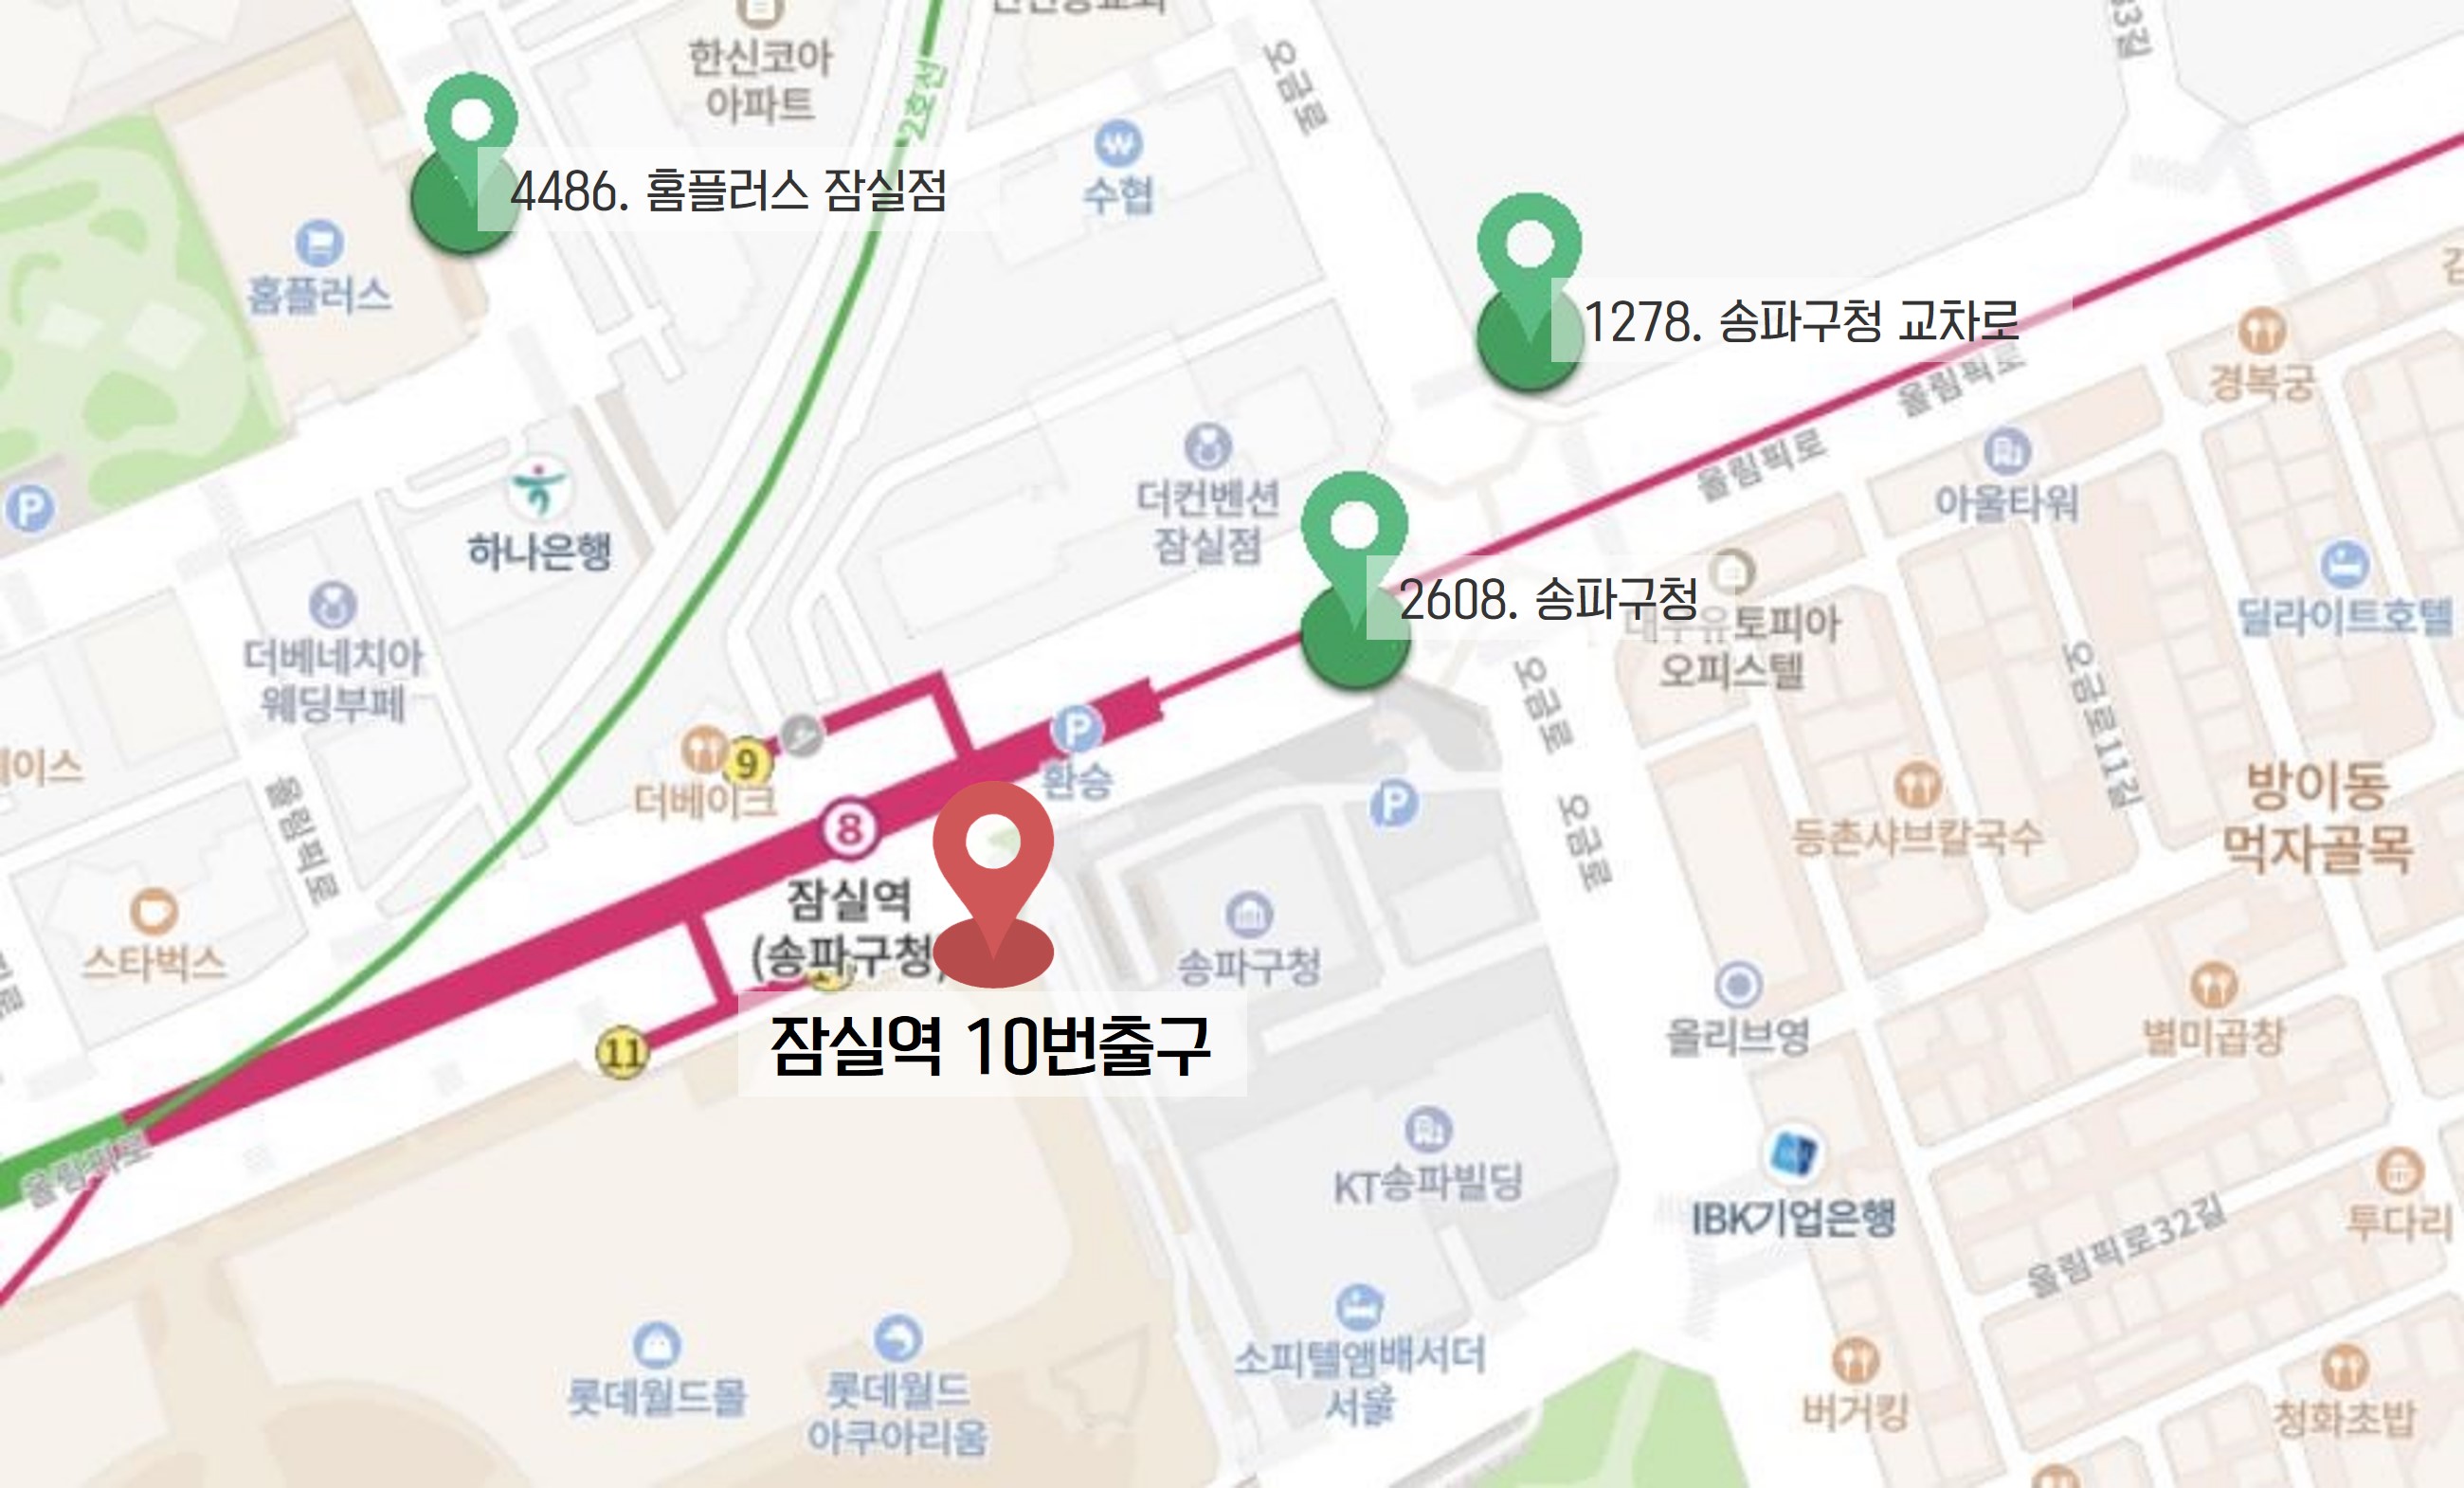 한신코아
아파트
2호선
오금로
33길
4486. 홈플러스 잠실점
수협
홈플러스
1278. 송파구청 교차로
올림픽로
올림픽로
경복궁
P
더컨벤션
잠실점
하나은행
아울타워
2608. 송파구청
토피아
오피스텔
딜라이트호텔
더베네치아
웨딩부페
오금로
오금로11길
9
더베이크
P
환승
8
P
오금로
등촌샤브칼국수
방이동
먹자골목
올림픽로
스타벅스
잠실역
(송파구청)
송파구청
11
잠실역 10번출구
올리브영
별미곱창
올림픽로
KT송파빌딩
IBK기업은행
올림픽로32길
투다리
롯데월드몰
롯데월드
아쿠아리움
소피텔앰배서더
서울
버거킹
청화초밥